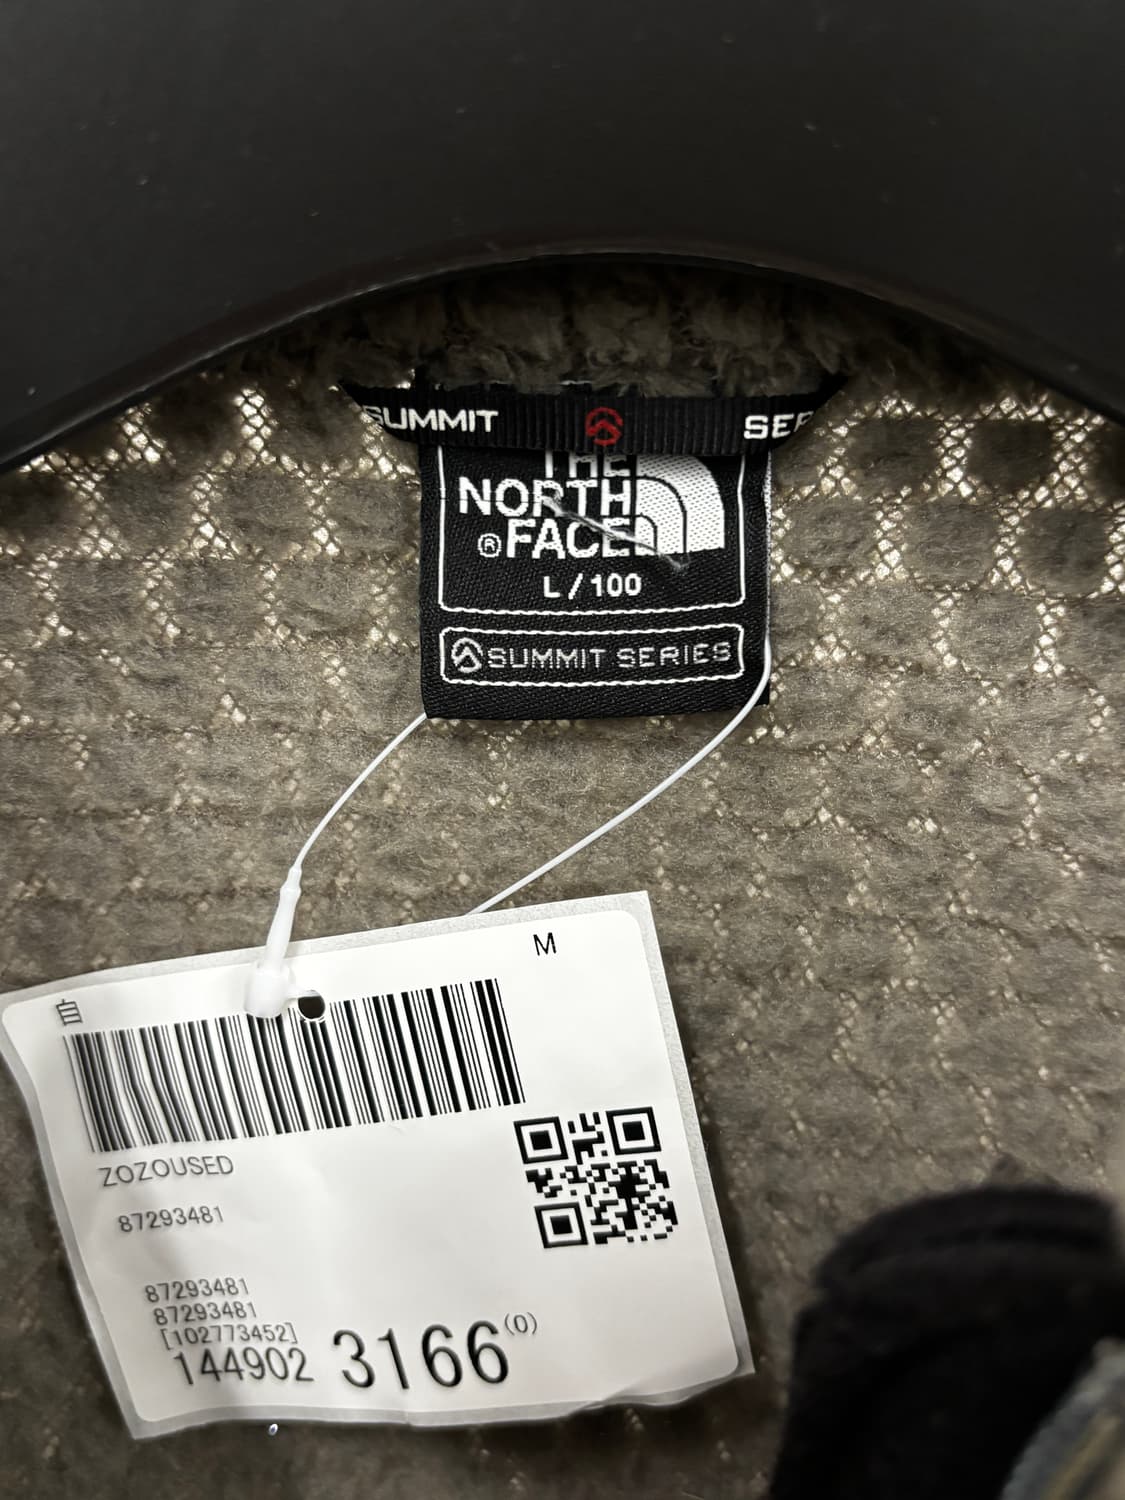 SUMMIT SER
THE
NORTH
®FACE
L/100
SUMMIT SERIES
M
自
ZOZOUSED
87293481
87293481
87293481
[102773452]
144902 3166(0)